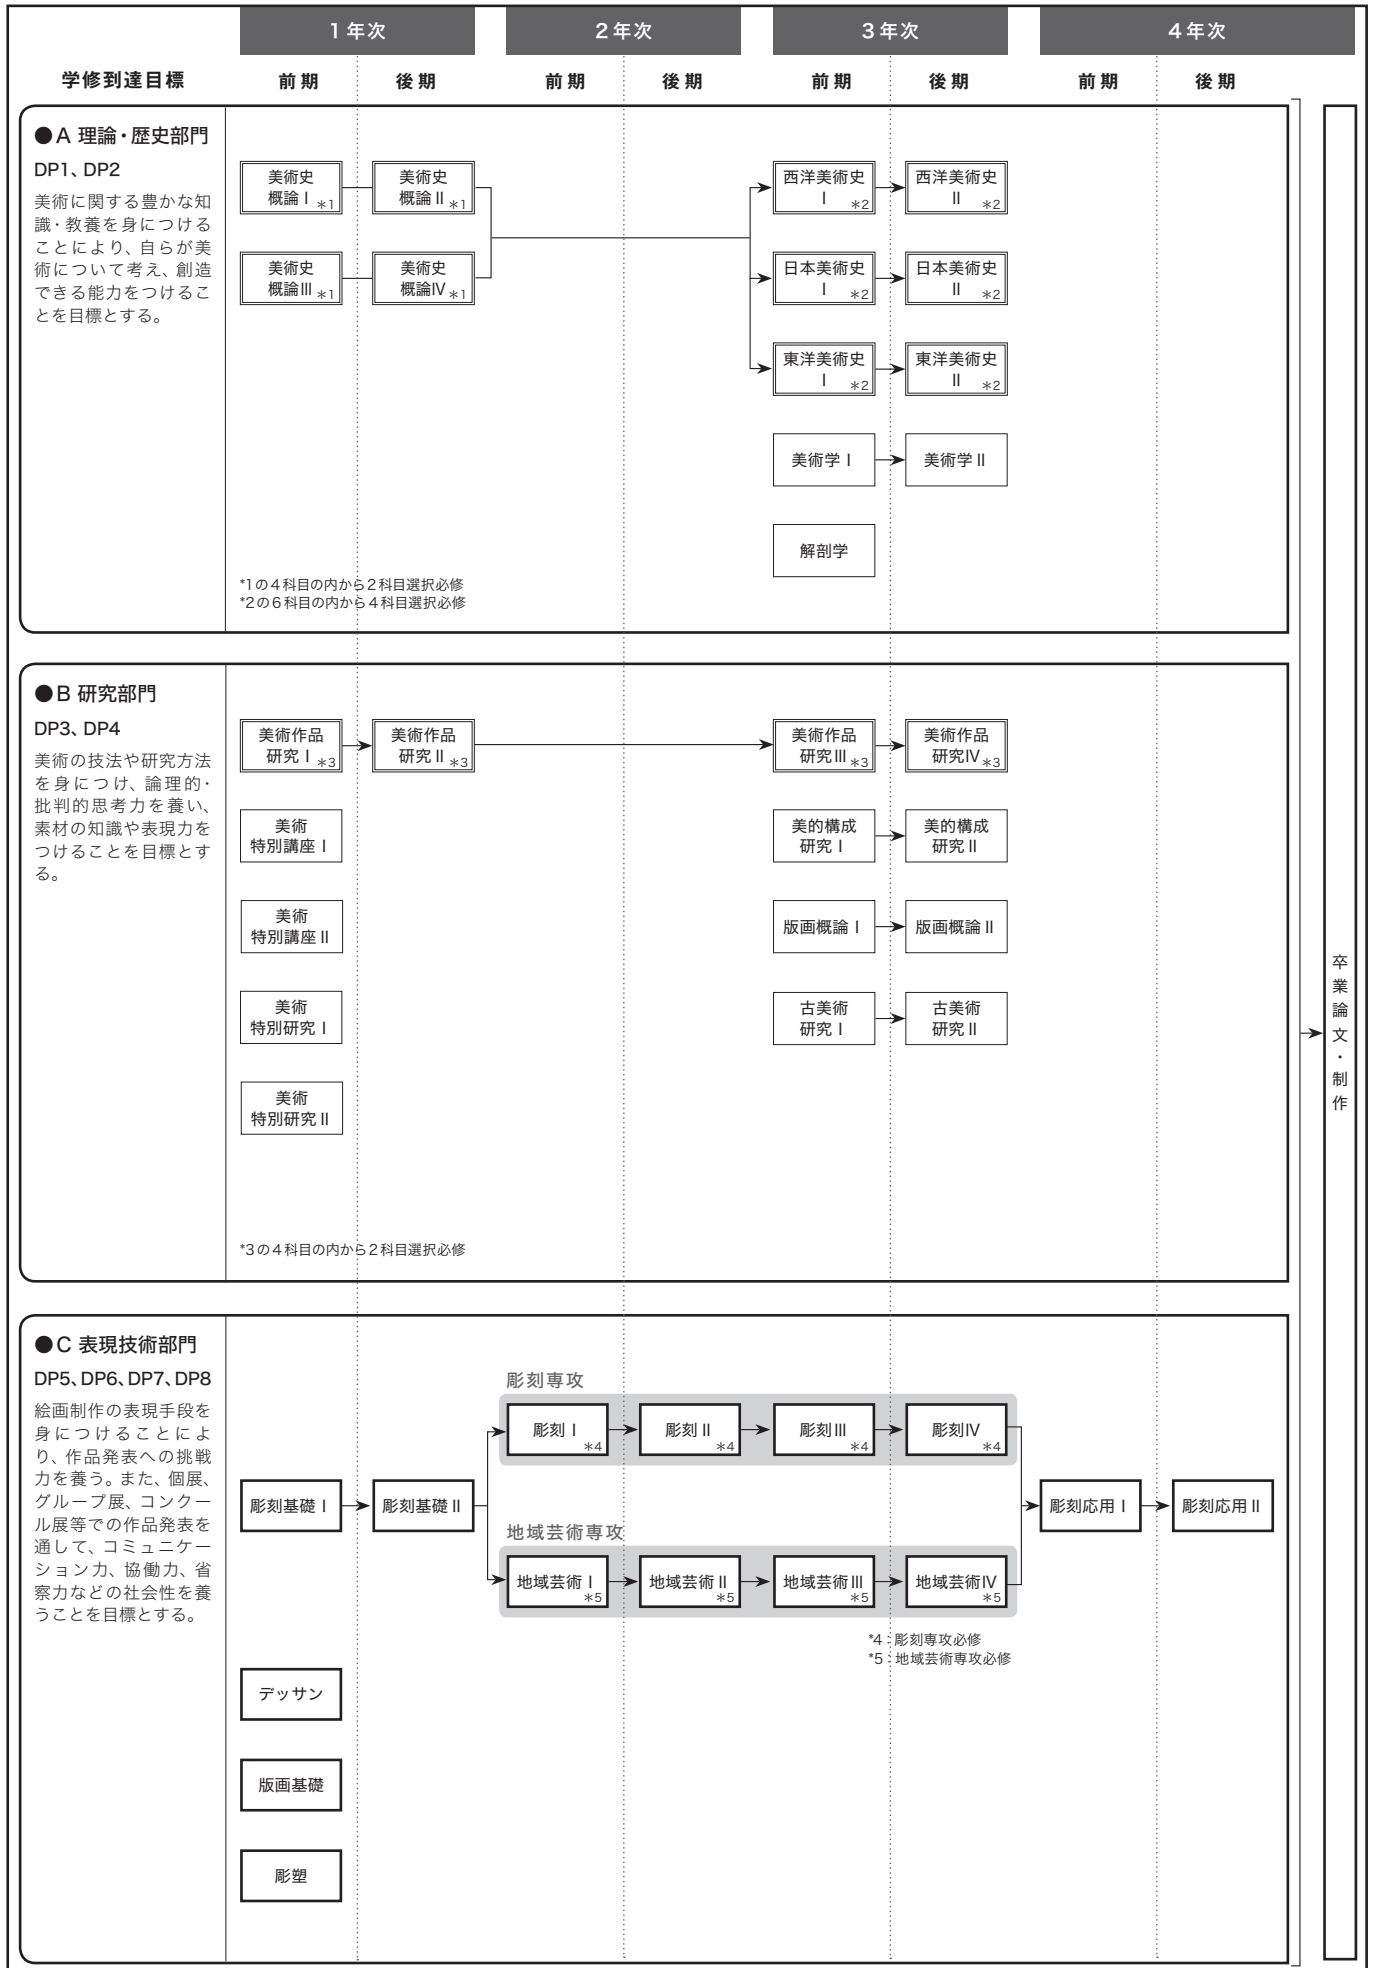 1年次 2年次 3年次 4年次
学修到達目標 前期 後期 前期 後期 前期 後期 前期 後期
●A 理論・歴史部門
DP1、DP2
美術に関する豊かな知
識・教養を身につける
ことにより、自らが美
術について考え、創造
できる能力をつけるこ
とを目標とする。
美術史
概論Ⅰ *1
美術史
概論Ⅱ *1
西洋美術史
Ⅰ *2
西洋美術史
Ⅱ *2
美術史
概論Ⅲ *1
美術史
概論Ⅳ *1
日本美術史
Ⅰ *2
日本美術史
Ⅱ *2
東洋美術史
Ⅰ *2
東洋美術史
Ⅱ *2
美術学Ⅰ
美術学Ⅱ
解剖学
*1の4科目の内から2科目選択必修
*2の6科目の内から4科目選択必修
●B 研究部門
DP3、DP4
美術の技法や研究方法
を身につけ、論理的・
批判的思考力を養い、
素材の知識や表現力を
つけることを目標とす
る。
美術作品
研究Ⅰ *3
美術作品
研究Ⅱ *3
美術作品
研究Ⅲ *3
美術作品
研究Ⅳ *3
美術
特別講座Ⅰ
美的構成
研究Ⅰ
美的構成
研究Ⅱ
美術
特別講座Ⅱ
版画概論Ⅰ
版画概論Ⅱ
美術
特別研究Ⅰ
古美術
研究Ⅰ
古美術
研究Ⅱ
美術
特別研究Ⅱ
*3の4科目の内から2科目選択必修
●C 表現技術部門
DP5、DP6、DP7、DP8
絵画制作の表現手段を
身につけることによ
り、作品発表への挑戦
力を養う。また、個展、
グループ展、コンクー
ル展等での作品発表を
通して、コミュニケー
ション力、協働力、省
察力などの社会性を養
うことを目標とする。
彫刻専攻
彫刻Ⅰ
*4
彫刻Ⅱ
*4
彫刻Ⅲ
*4
彫刻Ⅳ
*4
彫刻基礎Ⅰ
彫刻基礎Ⅱ
彫刻応用Ⅰ
彫刻応用Ⅱ
地域芸術専攻
地域芸術Ⅰ
*5
地域芸術Ⅱ
*5
地域芸術Ⅲ
*5
地域芸術Ⅳ
*5
*4：彫刻専攻必修
*5：地域芸術専攻必修
デッサン
版画基礎
彫塑
卒業論文・制作